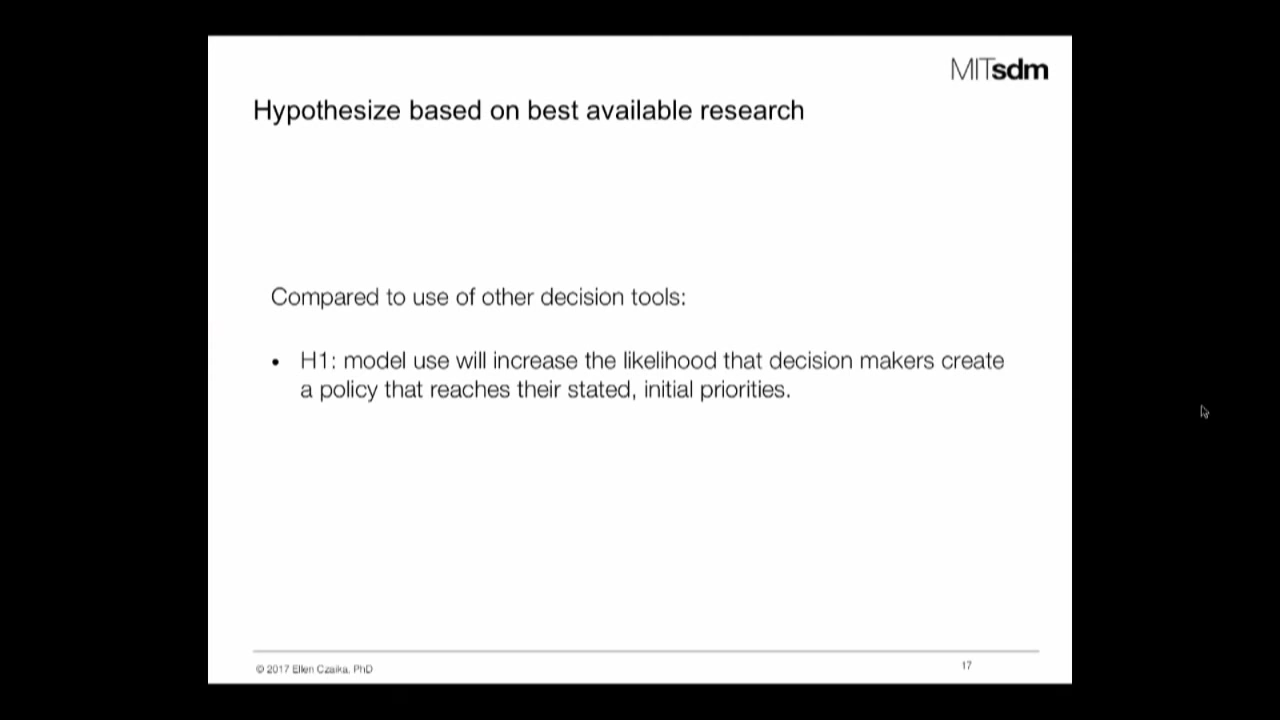 MITsdm
Hypothesize based on best available research
Compared to use of other decision tools:
• H1: model use will increase the likelihood that decision makers create
a policy that reaches their stated, initial priorities.
© 2017 Ellen Czaika, PhD
17